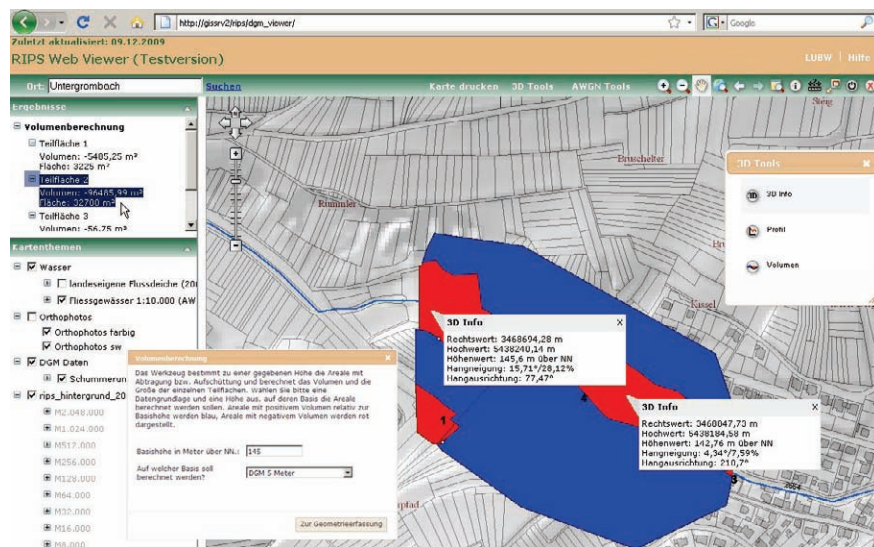 http://gissrv2/rips/dgm_viewer/
Google
Zuletzt aktualisiert: 09.12.2009
RIPS Web Viewer (Testversion)
LUBW | Hilfe
Ort: Untergrombach
Suchen
Karte drucken 3D Tools AWGN Tools
Ergebnisse
Volumenberechnung
Teilfläche 1
Volumen: -5485,25 m³
Fläche: 3225 m²
Teilfläche 2
Volumen: -96485,99 m³
Fläche: 32700 m²
Teilfläche 3
Volumen: -56,75 m³
Kartenthemen
Wasser
landeseigene Flussdeiche (20
Fliessgewässer 1:10.000 (AW
Orthophotos
Orthophotos farbig
Orthophotos sw
DGM Daten
Schummerun
rips_hintergrund_20
M2.048.000
M1.024.000
M512.000
M256.000
M128.000
M64.000
M32.000
M16.000
M8.000
Steig
Bruschelter
Rummler
Kissel
3D Tools
3D Info
Profil
Volumen
3D Info
Rechtswert: 3468694,28 m
Hochwert: 5438240,14 m
Höhenwert: 145,6 m über NN
Hangneigung: 15,71°/28,12%
Hangausrichtung: 77,47°
3D Info
Rechtswert: 3468847,73 m
Hochwert: 5438184,58 m
Höhenwert: 142,76 m über NN
Hangneigung: 4,34°/7,59%
Hangausrichtung: 210,7°
1
4
3
Volumenberechnung
Das Werkzeug bestimmt zu einer gegebenen Höhe die Areale mit
Abtragung bzw. Aufschüttung und berechnet das Volumen und die
Größe der einzelnen Teilflächen. Wählen Sie bitte eine
Datengrundlage und eine Höhe aus, auf deren Basis die Areale
berechnet werden sollen. Areale mit positivem Volumen relativ zur
Basishöhe werden blau, Areale mit negativem Volumen werden rot
dargestellt.
Basishöhe in Meter über NN.: 145
Auf welcher Basis soll
berechnet werden?
DGM 5 Meter
Zur Geometrieerfassung
pfad